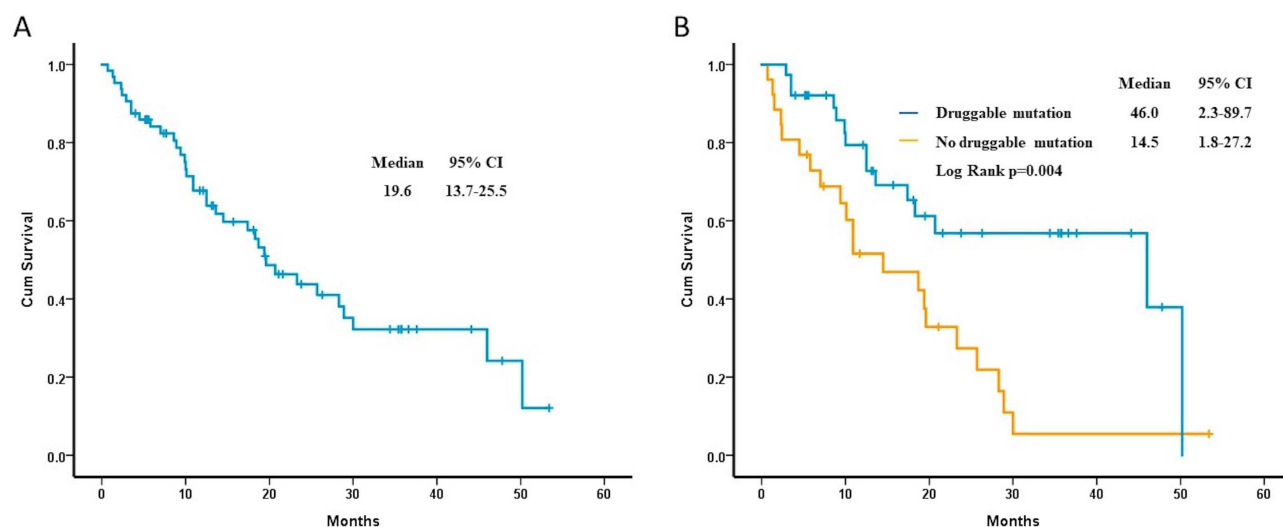 A
1.0
0.8
0.6
0.4
0.2
0.0
Cum Survival
Median 95% CI
19.6 13.7-25.5
0 10 20 30 40 50 60
Months
B
1.0
0.8
0.6
0.4
0.2
0.0
Cum Survival
Median 95% CI
Druggable mutation 46.0 2.3-89.7
No druggable mutation 14.5 1.8-27.2
Log Rank p=0.004
0 10 20 30 40 50 60
Months